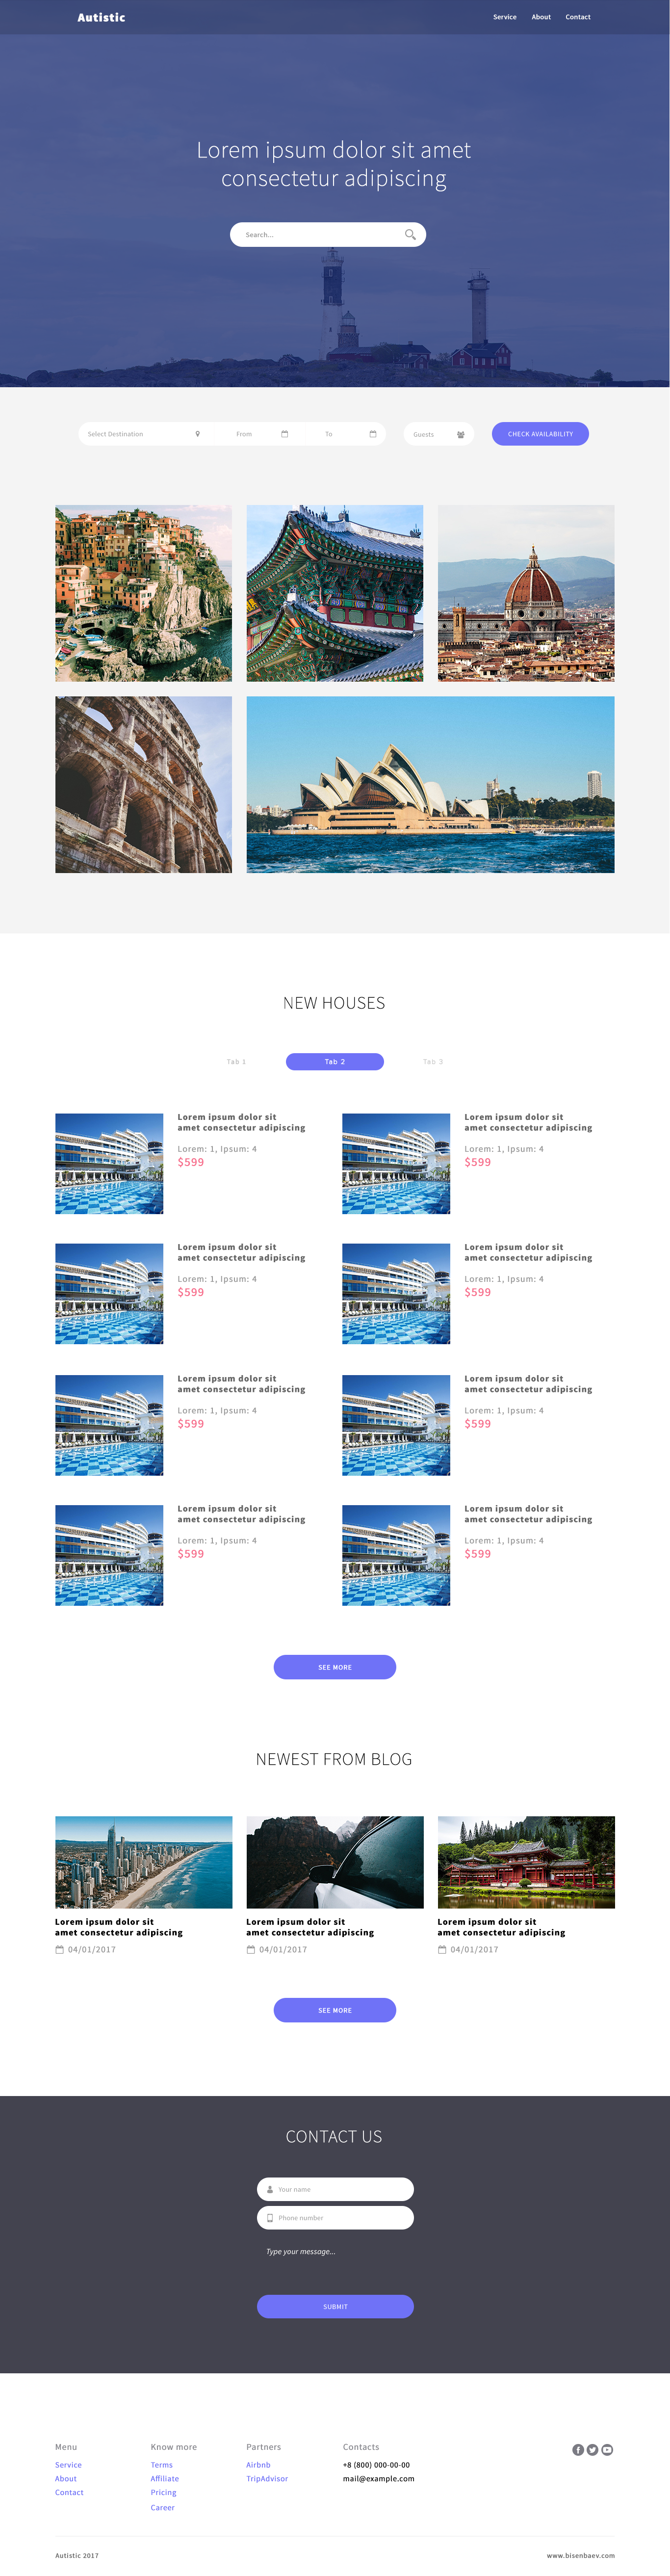 Autistic
Service About Contact
Lorem ipsum dolor sit amet
consectetur adipiscing
Search...
Select Destination From To Guests CHECK AVAILABILITY
NEW HOUSES
Tab 1 Tab 2 Tab 3
Lorem ipsum dolor sit
amet consectetur adipiscing
Lorem: 1, Ipsum: 4
$599
Lorem ipsum dolor sit
amet consectetur adipiscing
Lorem: 1, Ipsum: 4
$599
Lorem ipsum dolor sit
amet consectetur adipiscing
Lorem: 1, Ipsum: 4
$599
Lorem ipsum dolor sit
amet consectetur adipiscing
Lorem: 1, Ipsum: 4
$599
Lorem ipsum dolor sit
amet consectetur adipiscing
Lorem: 1, Ipsum: 4
$599
Lorem ipsum dolor sit
amet consectetur adipiscing
Lorem: 1, Ipsum: 4
$599
Lorem ipsum dolor sit
amet consectetur adipiscing
Lorem: 1, Ipsum: 4
$599
Lorem ipsum dolor sit
amet consectetur adipiscing
Lorem: 1, Ipsum: 4
$599
SEE MORE
NEWEST FROM BLOG
Lorem ipsum dolor sit
amet consectetur adipiscing
04/01/2017
Lorem ipsum dolor sit
amet consectetur adipiscing
04/01/2017
Lorem ipsum dolor sit
amet consectetur adipiscing
04/01/2017
SEE MORE
CONTACT US
Your name
Phone number
Type your message...
SUBMIT
Menu
Service
About
Contact
Know more
Terms
Affiliate
Pricing
Career
Partners
Airbnb
TripAdvisor
Contacts
+8 (800) 000-00-00
mail@example.com
Autistic 2017
www.bisenbaev.com